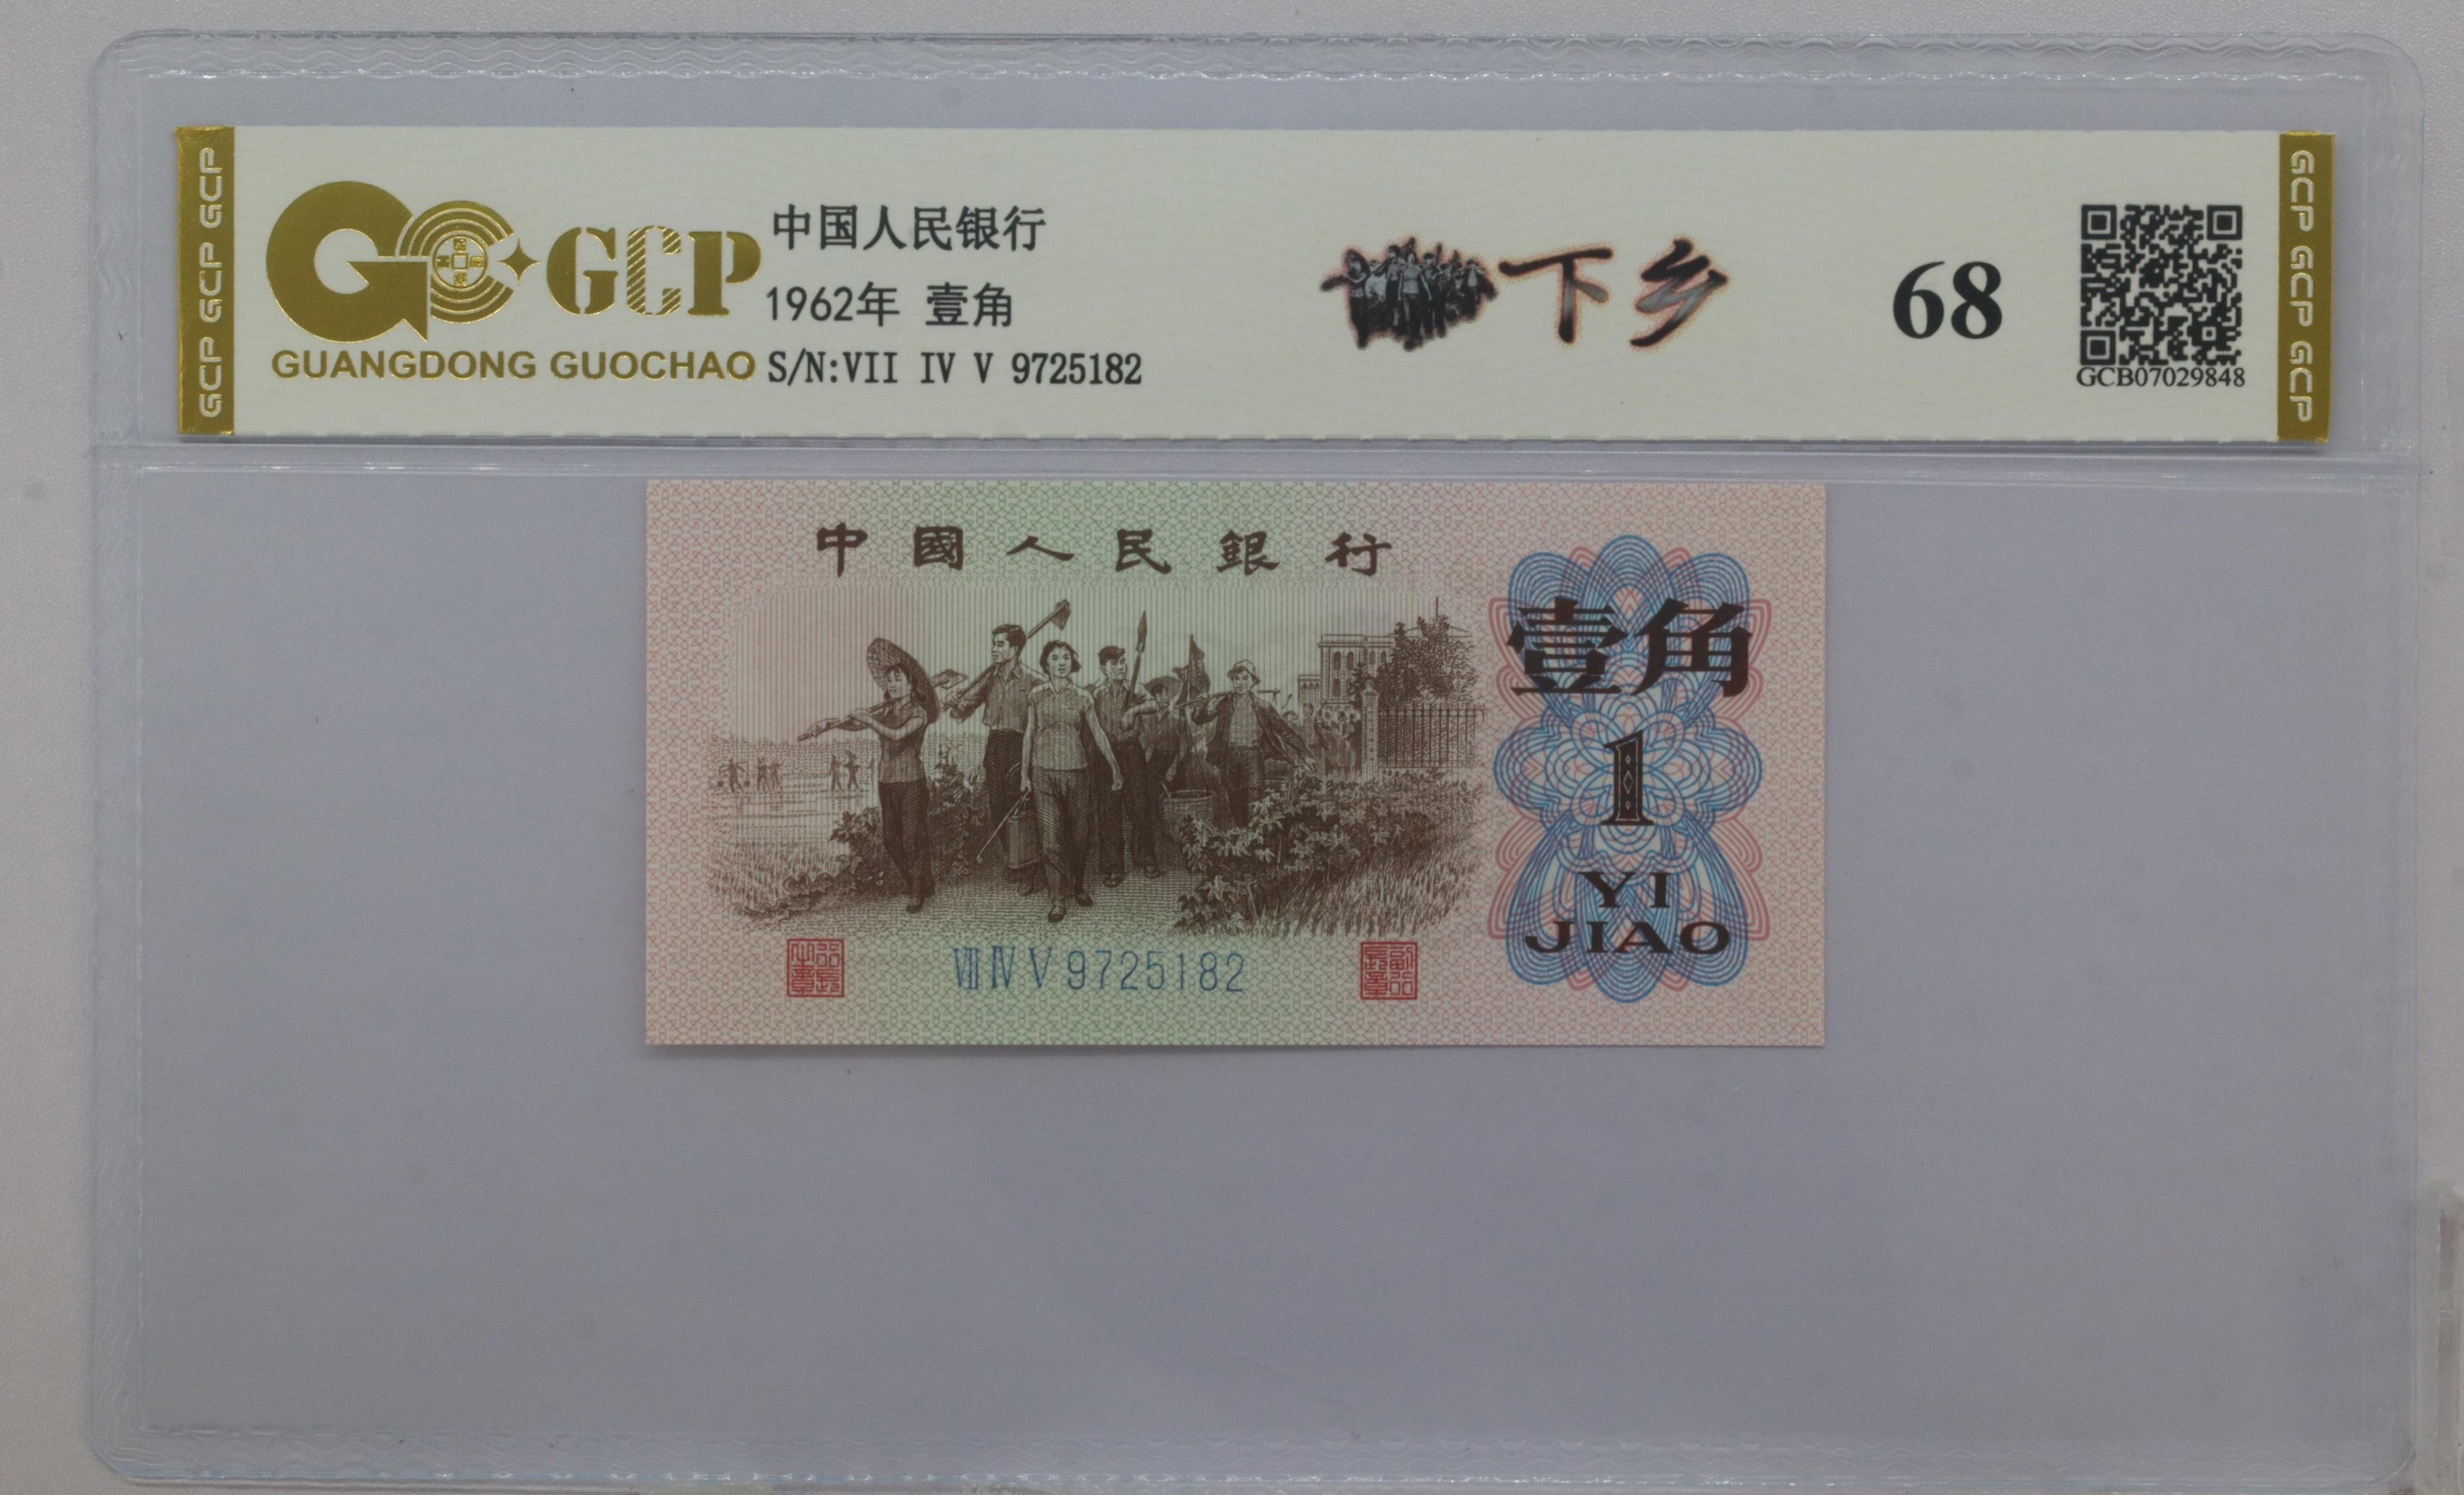 GCP GCP GCP
GCP
GUANGDONG GUOCHAO
中国人民银行
1962年 壹角
S/N:VII IV V 9725182
下乡
68
GCB07029848
GCP GCP GCP
中國人民銀行
壹角
1
YI
JIAO
VIII IV V 9725182